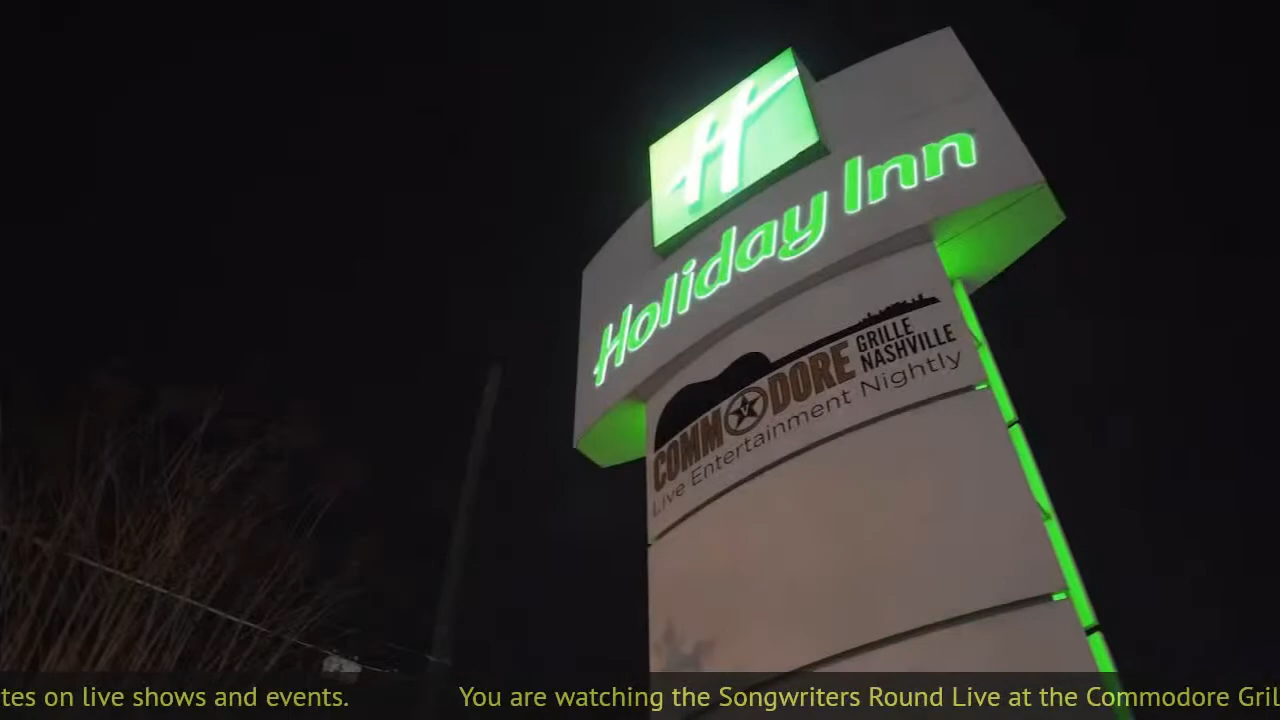 H
Holiday Inn
COMMODORE GRILLE NASHVILLE
Live Entertainment Nightly
tes on live shows and events. You are watching the Songwriters Round Live at the Commodore Gril